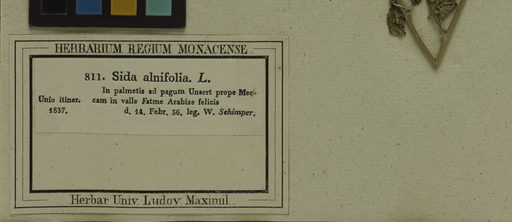 HERBARIUM REGIUM MONACENSE
811. Sida alnifolia. L.
In palmetis ad pagum Unsert prope Mec-
Unio itiner. cam in valle Fatme Arabiae felicis
1837. d. 14. Febr. 36. leg. W. Schimper.
Herbar Univ. Ludov Maximil.